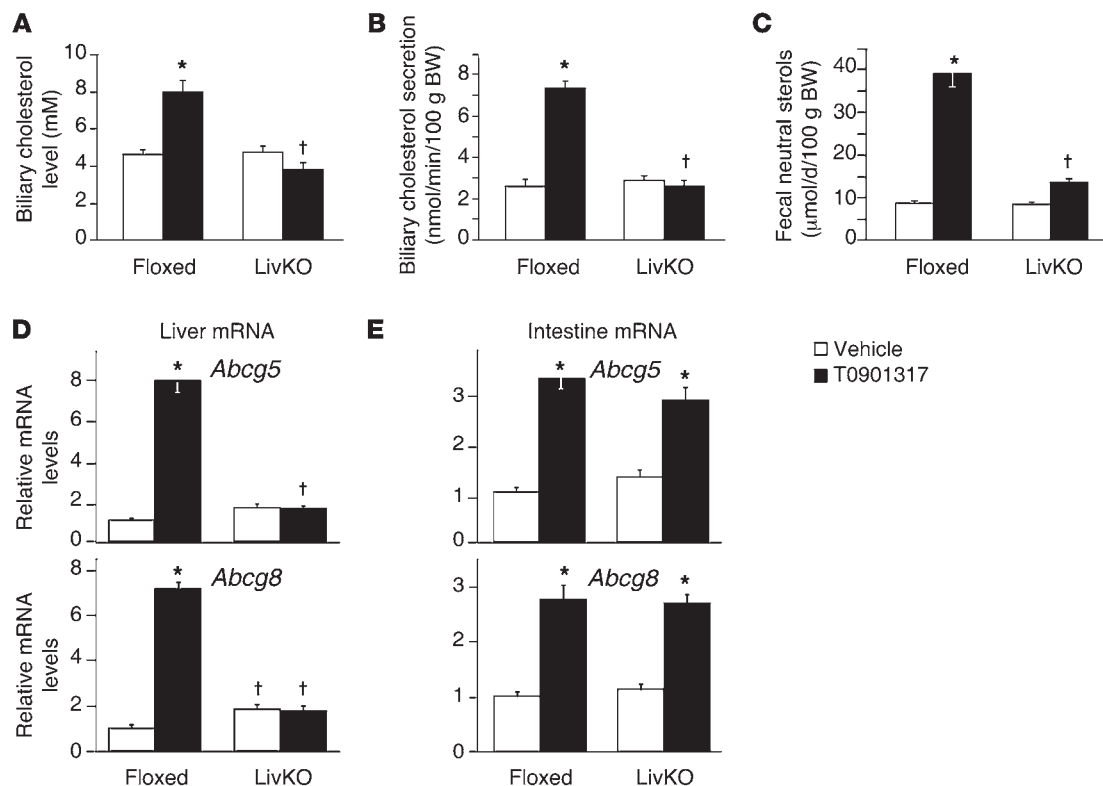 A
Biliary cholesterol
level (mM)
10
8
6
4
2
0
*
†
Floxed
LivKO
B
Biliary cholesterol secretion
(nmol/min/100 g BW)
8
6
4
2
0
*
†
Floxed
LivKO
C
Fecal neutral sterols
(µmol/d/100 g BW)
40
30
20
10
0
*
†
Floxed
LivKO
D
Liver mRNA
Abcg5
Relative mRNA
levels
8
6
4
2
0
*
†
Abcg8
Relative mRNA
levels
8
6
4
2
0
*
†
†
Floxed
LivKO
E
Intestine mRNA
Abcg5
3
2
1
0
*
*
Abcg8
3
2
1
0
*
*
Floxed
LivKO
Vehicle
T0901317